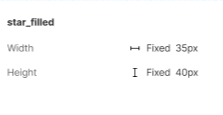 star_filled
Width Fixed 35px
Height Fixed 40px